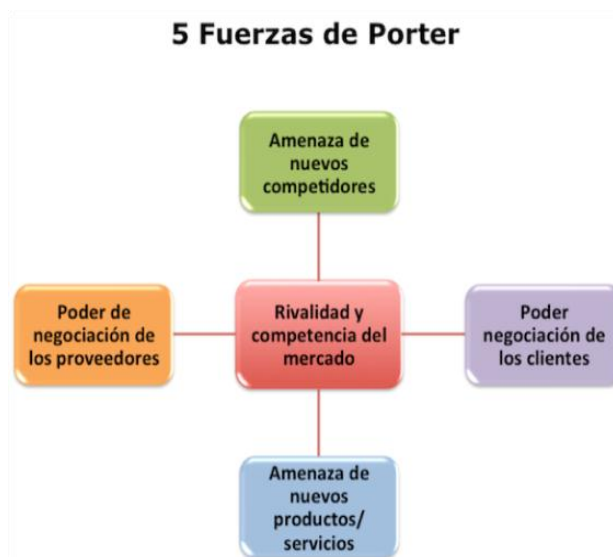 5 Fuerzas de Porter
Amenaza de
nuevos
competidores
Poder de
negociación de
los proveedores
Rivalidad y
competencia del
mercado
Poder
negociación de
los clientes
Amenaza de
nuevos
productos/
servicios